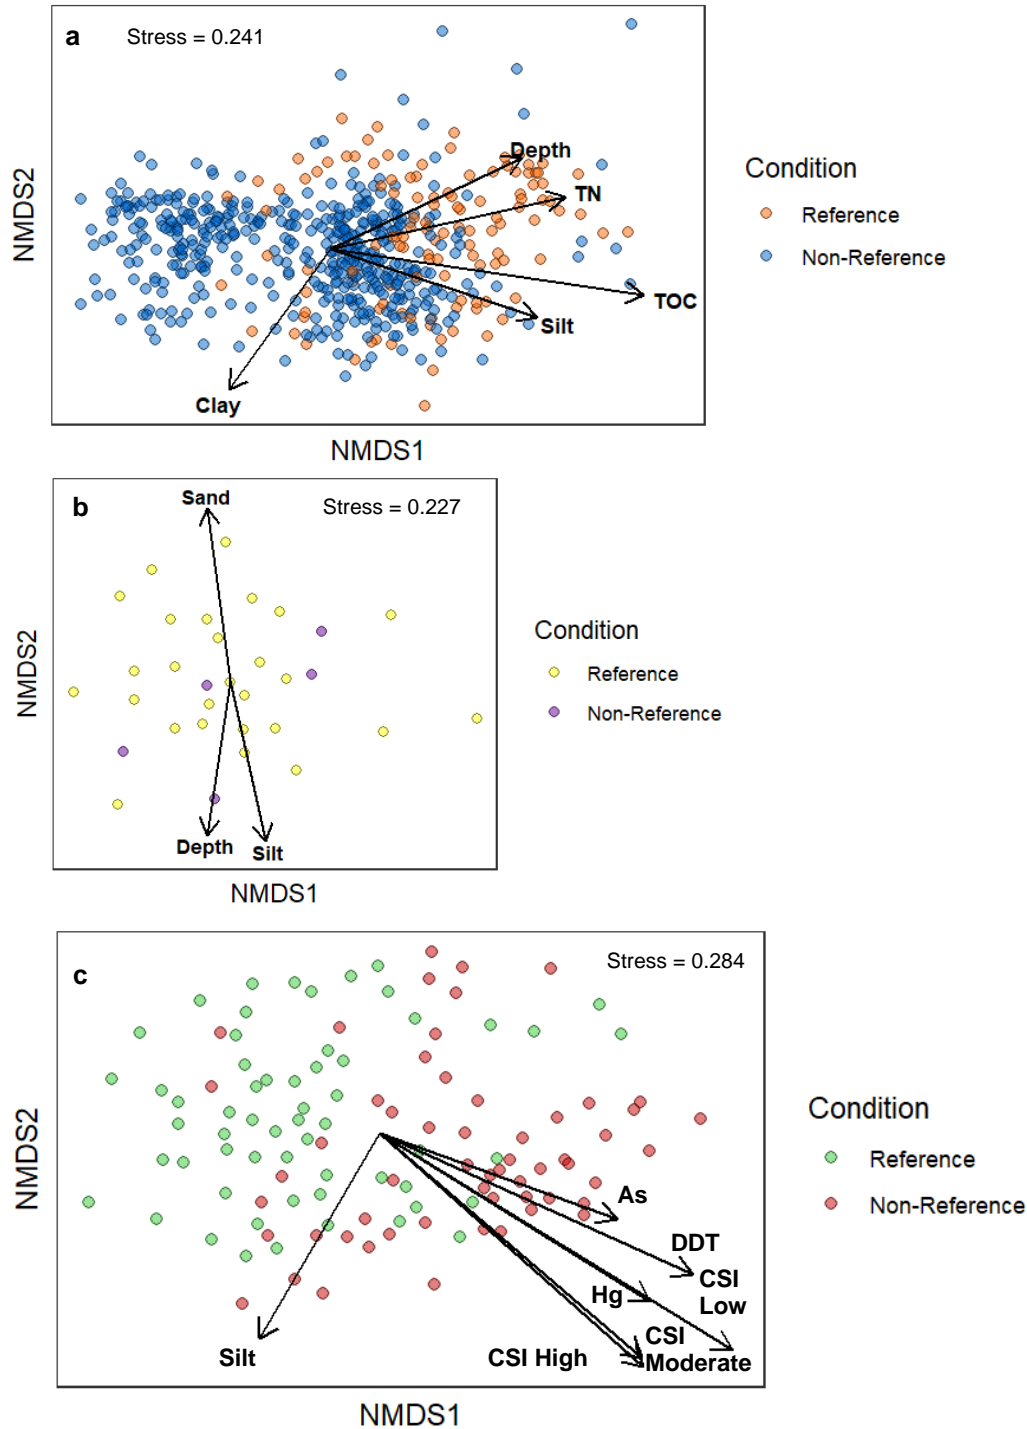 a
Stress = 0.241
Depth
TN
TOC
Silt
Clay
NMDS2
NMDS1
Condition
Reference
Non-Reference
b
Sand
Stress = 0.227
Depth
Silt
NMDS2
NMDS1
Condition
Reference
Non-Reference
c
Stress = 0.284
As
DDT
CSI
Low
Hg
CSI
Moderate
CSI High
Silt
NMDS2
NMDS1
Condition
Reference
Non-Reference